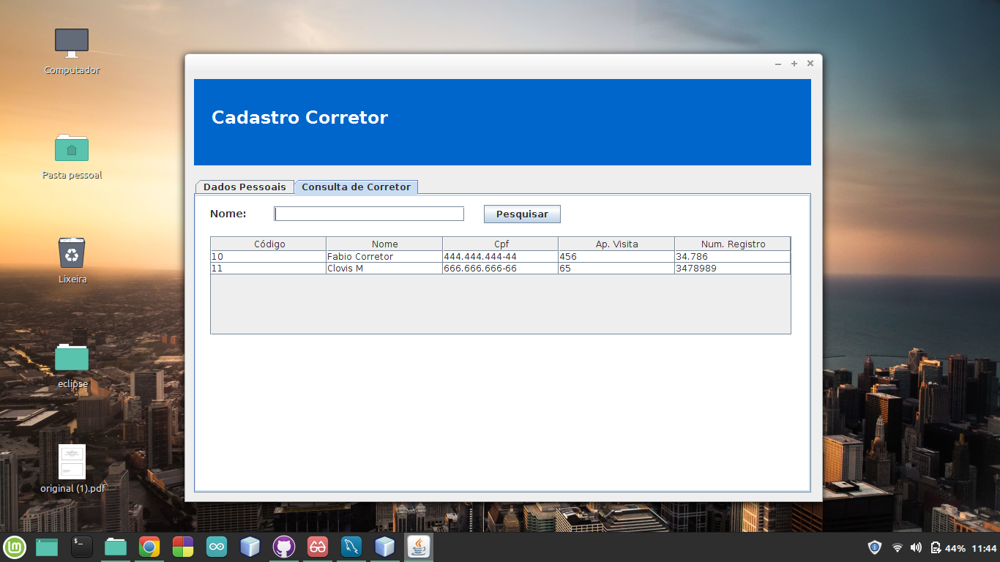 Computador
Pasta pessoal
Lixeira
eclipse
original (1).pdf
Cadastro Corretor
Dados Pessoais Consulta de Corretor
Nome: Pesquisar
Código Nome Cpf Ap. Visita Num. Registro
10 Fabio Corretor 444.444.444-44 456 34.786
11 Clovis M 666.666.666-66 65 3478989
44% 11:44